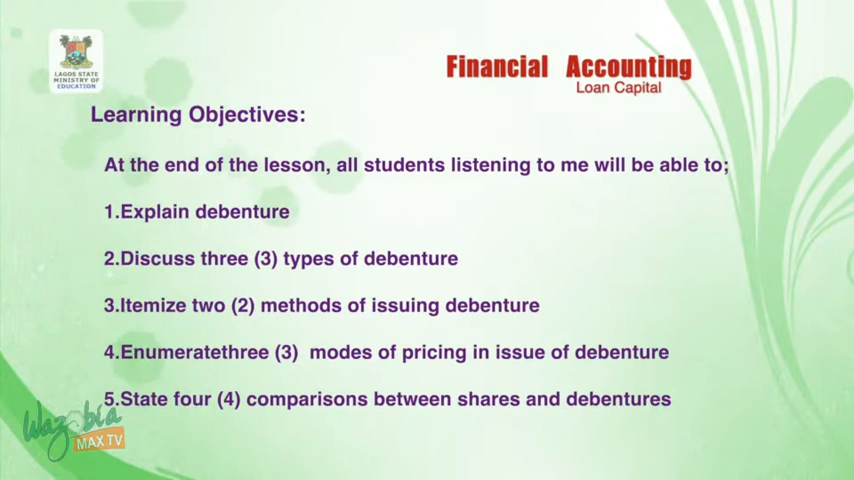 LAGOS STATE
MINISTRY OF
EDUCATION
Financial Accounting
Loan Capital
Learning Objectives:
At the end of the lesson, all students listening to me will be able to;
1.Explain debenture
2.Discuss three (3) types of debenture
3.Itemize two (2) methods of issuing debenture
4.Enumeratethree (3) modes of pricing in issue of debenture
5.State four (4) comparisons between shares and debentures
Wazobia
MAX TV